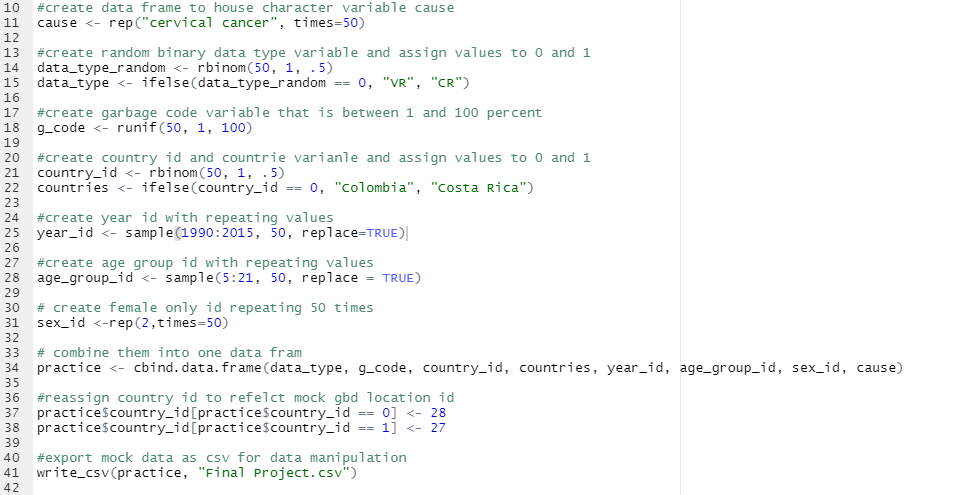 10 #create data frame to house character variable cause
11 cause <- rep("cervical cancer", times=50)
12
13 #create random binary data type variable and assign values to 0 and 1
14 data_type_random <- rbinom(50, 1, .5)
15 data_type <- ifelse(data_type_random == 0, "VR", "CR")
16
17 #create garbage code variable that is between 1 and 100 percent
18 g_code <- runif(50, 1, 100)
19
20 #create country id and countrie varianle and assign values to 0 and 1
21 country_id <- rbinom(50, 1, .5)
22 countries <- ifelse(country_id == 0, "Colombia", "Costa Rica")
23
24 #create year id with repeating values
25 year_id <- sample(1990:2015, 50, replace=TRUE)
26
27 #create age group id with repeating values
28 age_group_id <- sample(5:21, 50, replace = TRUE)
29
30 # create female only id repeating 50 times
31 sex_id <-rep(2,times=50)
32
33 # combine them into one data fram
34 practice <- cbind.data.frame(data_type, g_code, country_id, countries, year_id, age_group_id, sex_id, cause)
35
36 #reassign country id to refelct mock gbd location id
37 practice$country_id[practice$country_id == 0] <- 28
38 practice$country_id[practice$country_id == 1] <- 27
39
40 #export mock data as csv for data manipulation
41 write_csv(practice, "Final Project.csv")
42